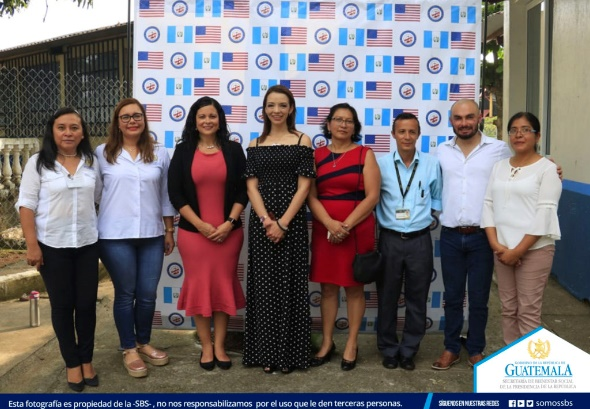 GOBIERNO DE LA REPÚBLICA DE
GUATEMALA
SECRETARÍA DE BIENESTAR SOCIAL
DE LA PRESIDENCIA DE LA REPÚBLICA
Esta fotografía es propiedad de la -SBS- , no nos responsabilizamos por el uso que le den terceras personas.
SÍGUENOS EN NUESTRAS REDES
somossbs